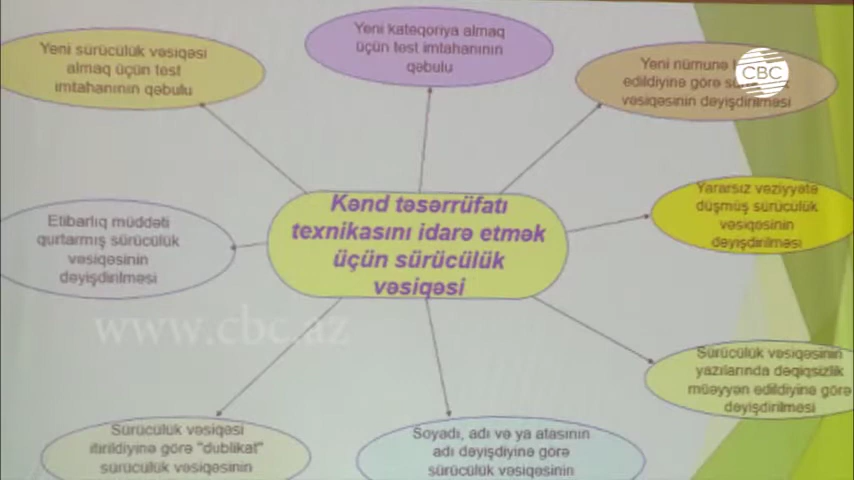 Yeni sürücülük vəsiqəsi
almaq üçün test
imtahanının qəbulu
Yeni kateqoriya almaq
üçün test imtahanının
qəbulu
Yeni nümunə
edildiyinə görə
vəsiqəsinin dəyişdirilməsi
CBC
Kənd təsərrüfatı
texnikasını idarə etmək
üçün sürücülük
vəsiqəsi
Yararsız vəziyyətə
düşmüş sürücülük
vəsiqəsinin
dəyişdirilməsi
Etibarlıq müddəti
qurtarmış sürücülük
vəsiqəsinin
dəyişdirilməsi
www.cbc.az
Sürücülük vəsiqəsinin
yazılarında dəqiqsizlik
müəyyən edildiyinə görə
dəyişdirilməsi
Sürücülük vəsiqəsi
itirildiyinə görə "dublikat"
sürücülük vəsiqəsinin
Soyadı, adı və ya atasının
adı dəyişdiyinə görə
sürücülük vəsiqəsinin